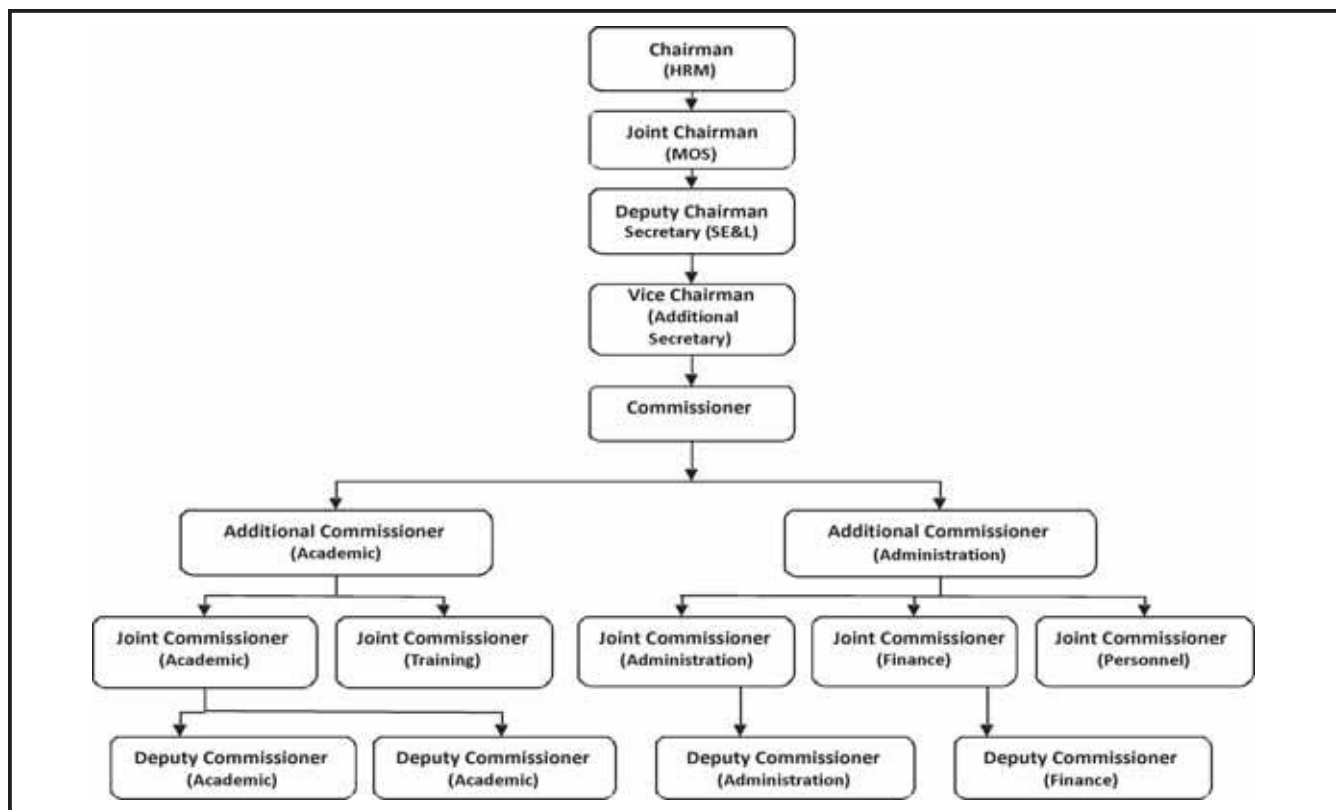 Chairman
(HRM)
Joint Chairman
(MOS)
Deputy Chairman
Secretary (SE&L)
Vice Chairman
(Additional
Secretary)
Commissioner
Additional Commissioner
(Academic)
Additional Commissioner
(Administration)
Joint Commissioner
(Academic)
Joint Commissioner
(Training)
Joint Commissioner
(Administration)
Joint Commissioner
(Finance)
Joint Commissioner
(Personnel)
Deputy Commissioner
(Academic)
Deputy Commissioner
(Academic)
Deputy Commissioner
(Administration)
Deputy Commissioner
(Finance)